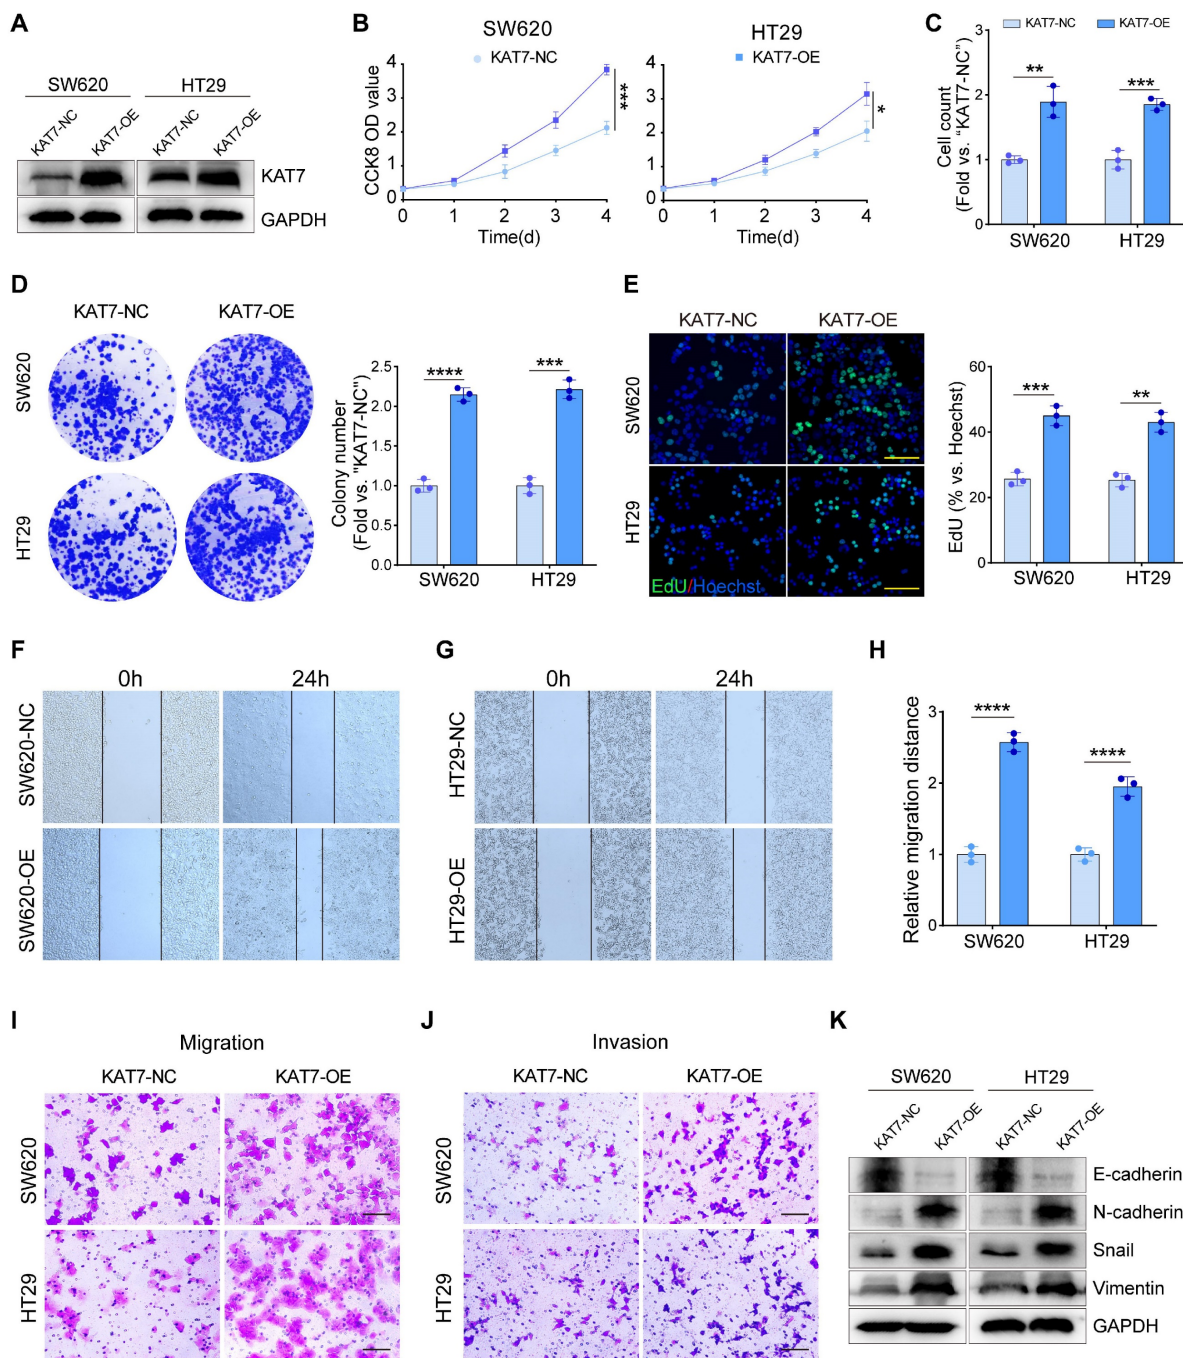 A
SW620 HT29
KAT7-NC KAT7-OE KAT7-NC KAT7-OE
KAT7
GAPDH
B
SW620 HT29
KAT7-NC KAT7-OE
CCK8 OD value
4
3
2
1
0
0 1 2 3 4
Time(d)
***
4
3
2
1
0
0 1 2 3 4
Time(d)
*
C
KAT7-NC KAT7-OE
Cell count
(Fold vs. "KAT7-NC")
3
2
1
0
** ***
SW620 HT29
D
KAT7-NC KAT7-OE
SW620
HT29
Colony number
(Fold vs. "KAT7-NC")
2.5
2.0
1.5
1.0
0.5
0.0
**** ***
SW620 HT29
E
KAT7-NC KAT7-OE
SW620
HT29
EdU/Hoechst
EdU (% vs. Hoechst)
60
40
20
0
*** **
SW620 HT29
F
0h 24h
SW620-NC
SW620-OE
G
0h 24h
HT29-NC
HT29-OE
H
Relative migration distance
3
2
1
0
**** ****
SW620 HT29
I
Migration
KAT7-NC KAT7-OE
SW620
HT29
J
Invasion
KAT7-NC KAT7-OE
SW620
HT29
K
SW620 HT29
KAT7-NC KAT7-OE KAT7-NC KAT7-OE
E-cadherin
N-cadherin
Snail
Vimentin
GAPDH